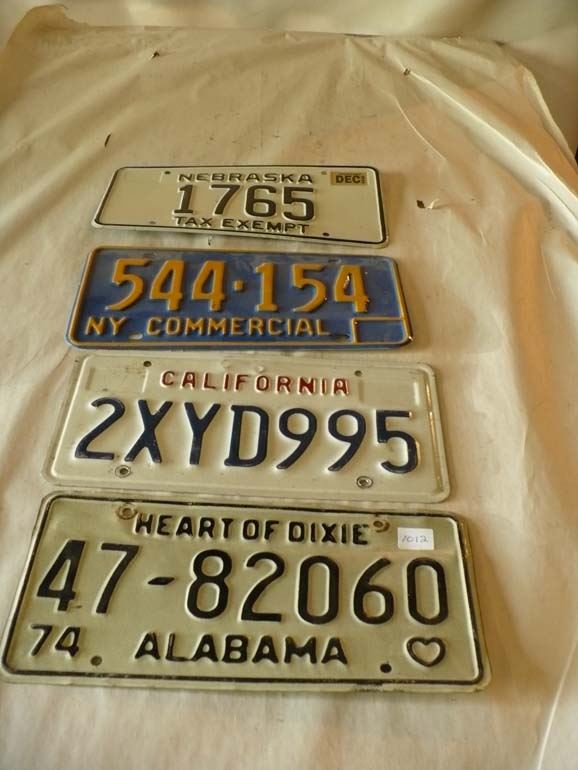 NEBRASKA DEC
1765
TAX EXEMPT
544·154
NY COMMERCIAL
CALIFORNIA
2XYD995
HEART OF DIXIE
1012
47-82060
74 ALABAMA